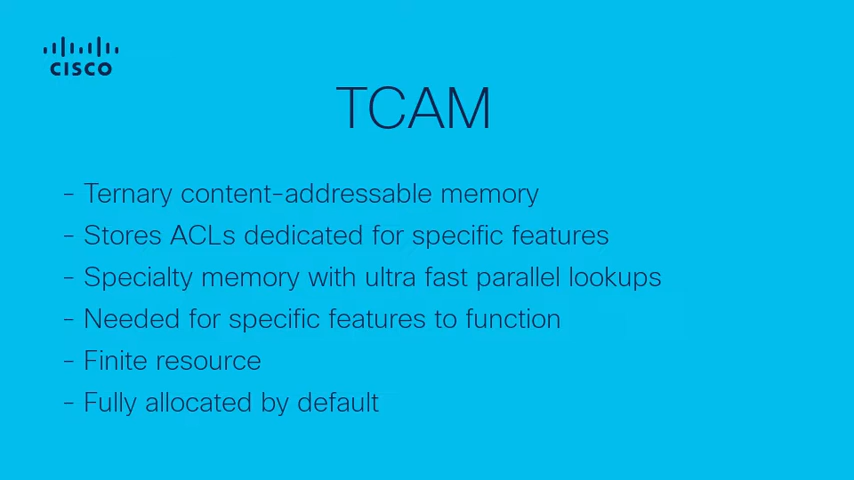 CISCO
TCAM
- Ternary content-addressable memory
- Stores ACLs dedicated for specific features
- Specialty memory with ultra fast parallel lookups
- Needed for specific features to function
- Finite resource
- Fully allocated by default